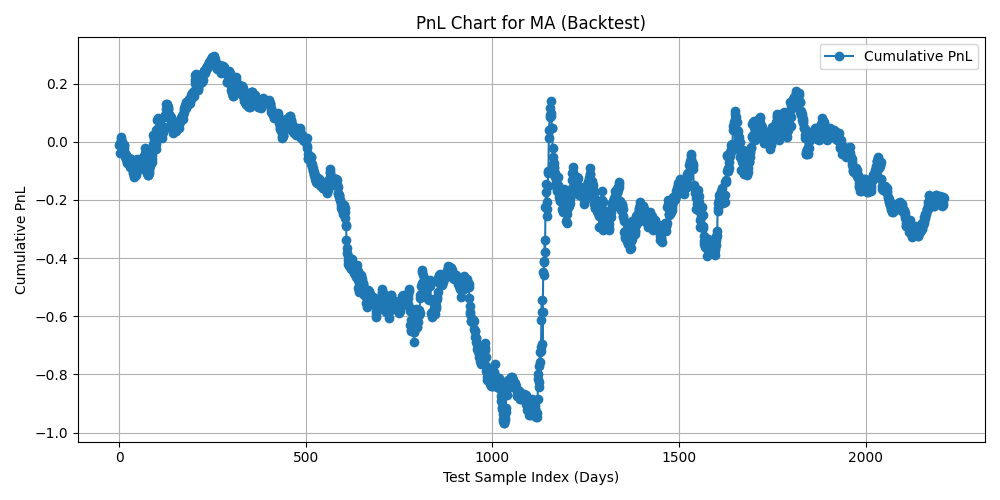 PnL Chart for MA (Backtest)
Cumulative PnL
0.2
0.0
−0.2
−0.4
−0.6
−0.8
−1.0
Cumulative PnL
0 500 1000 1500 2000
Test Sample Index (Days)